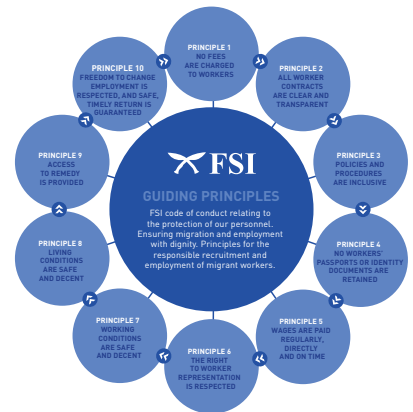 PRINCIPLE 1
NO FEES
ARE CHARGED
TO WORKERS
PRINCIPLE 2
ALL WORKER
CONTRACTS
ARE CLEAR AND
TRANSPARENT
PRINCIPLE 3
POLICIES AND
PROCEDURES
ARE INCLUSIVE
PRINCIPLE 4
NO WORKERS'
PASSPORTS OR IDENTITY
DOCUMENTS ARE
RETAINED
PRINCIPLE 5
WAGES ARE PAID
REGULARLY,
DIRECTLY
AND ON TIME
PRINCIPLE 6
THE RIGHT
TO WORKER
REPRESENTATION
IS RESPECTED
PRINCIPLE 7
WORKING
CONDITIONS
ARE SAFE
AND DECENT
PRINCIPLE 8
LIVING
CONDITIONS
ARE SAFE
AND DECENT
PRINCIPLE 9
ACCESS
TO REMEDY
IS PROVIDED
PRINCIPLE 10
FREEDOM TO CHANGE
EMPLOYMENT IS
RESPECTED, AND SAFE,
TIMELY RETURN IS
GUARANTEED
FSI
GUIDING PRINCIPLES
FSI code of conduct relating to
the protection of our personnel.
Ensuring migration and employment
with dignity. Principles for the
responsible recruitment and
employment of migrant workers.